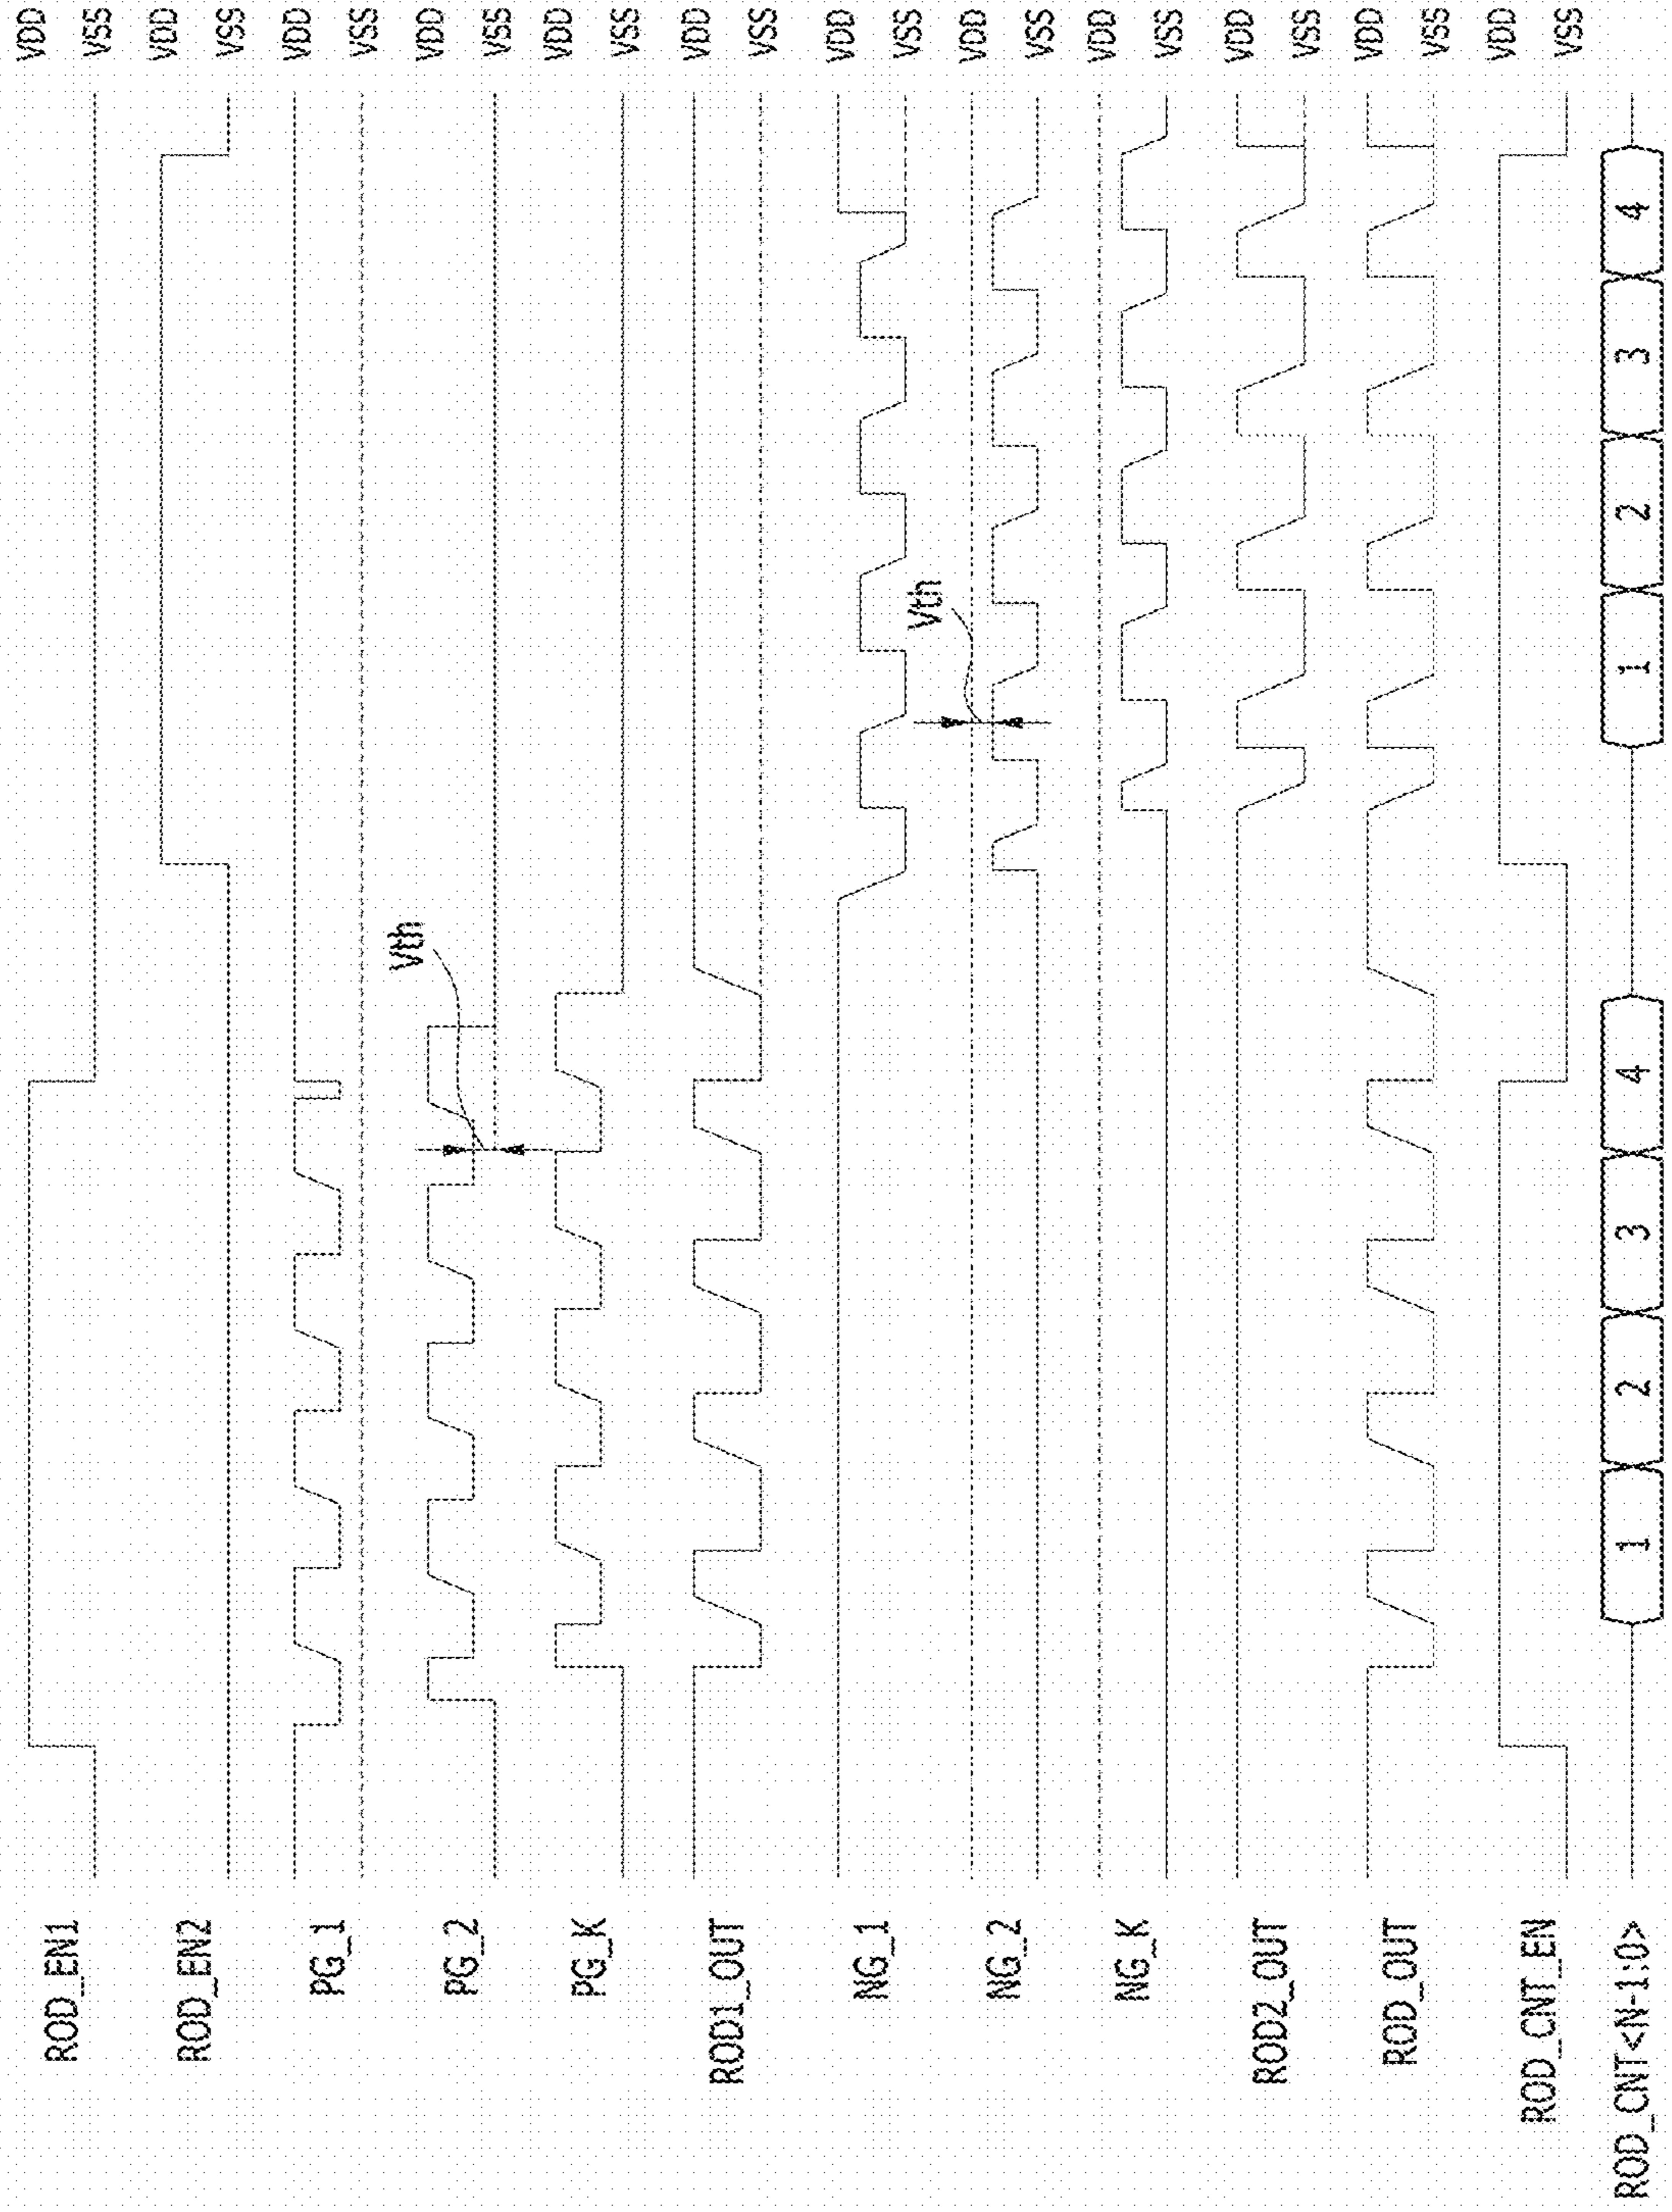 ROD_EN1 VDD
VSS
ROD_EN2 VDD
VSS
PG_1 VDD
VSS
PG_2 Vth VDD
VSS
PG_K VDD
VSS
ROD1_OUT VDD
VSS
NG_1 VDD
VSS
NG_2 Vth VDD
VSS
NG_K VDD
VSS
ROD2_OUT VDD
VSS
ROD_OUT VDD
VSS
ROD_CNT_EN VDD
VSS
ROD_CNT<N-1:0> 1 2 3 4 1 2 3 4